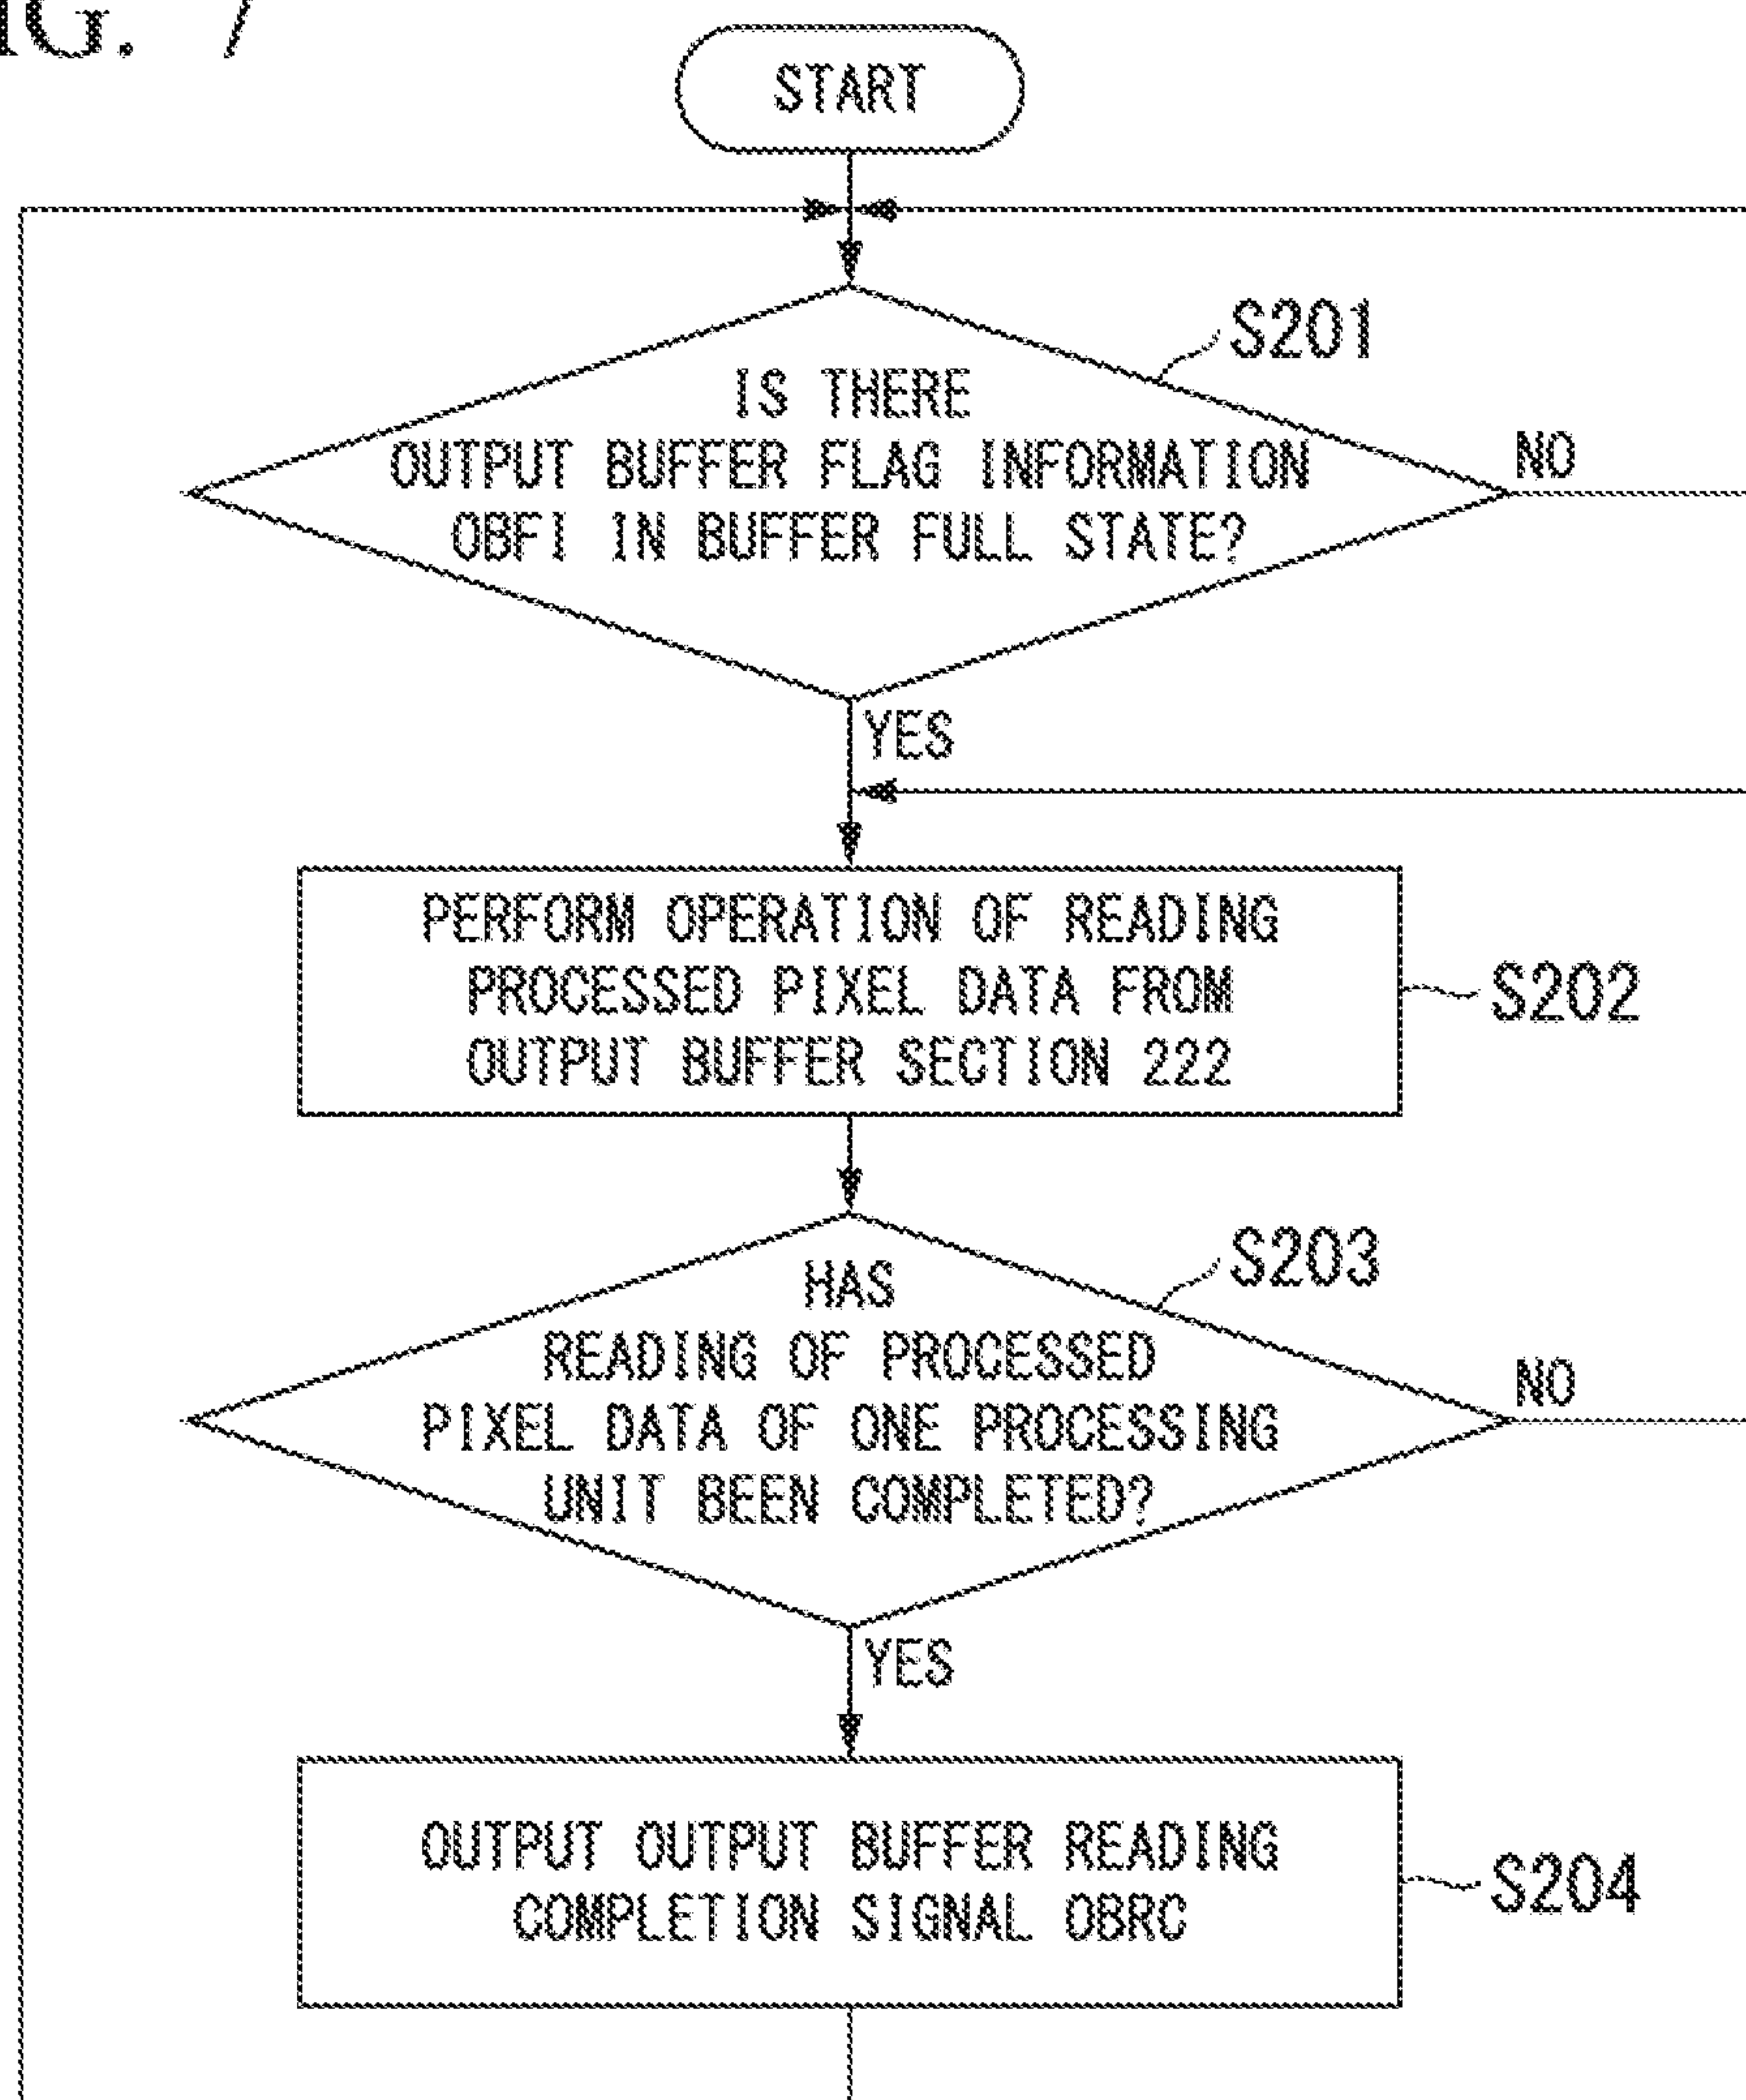 IG. 7
START
S201
IS THERE
OUTPUT BUFFER FLAG INFORMATION
OBFI IN BUFFER FULL STATE?
NO
YES
PERFORM OPERATION OF READING
PROCESSED PIXEL DATA FROM
OUTPUT BUFFER SECTION 222
S202
S203
HAS
READING OF PROCESSED
PIXEL DATA OF ONE PROCESSING
UNIT BEEN COMPLETED?
NO
YES
OUTPUT OUTPUT BUFFER READING
COMPLETION SIGNAL OBRC
S204